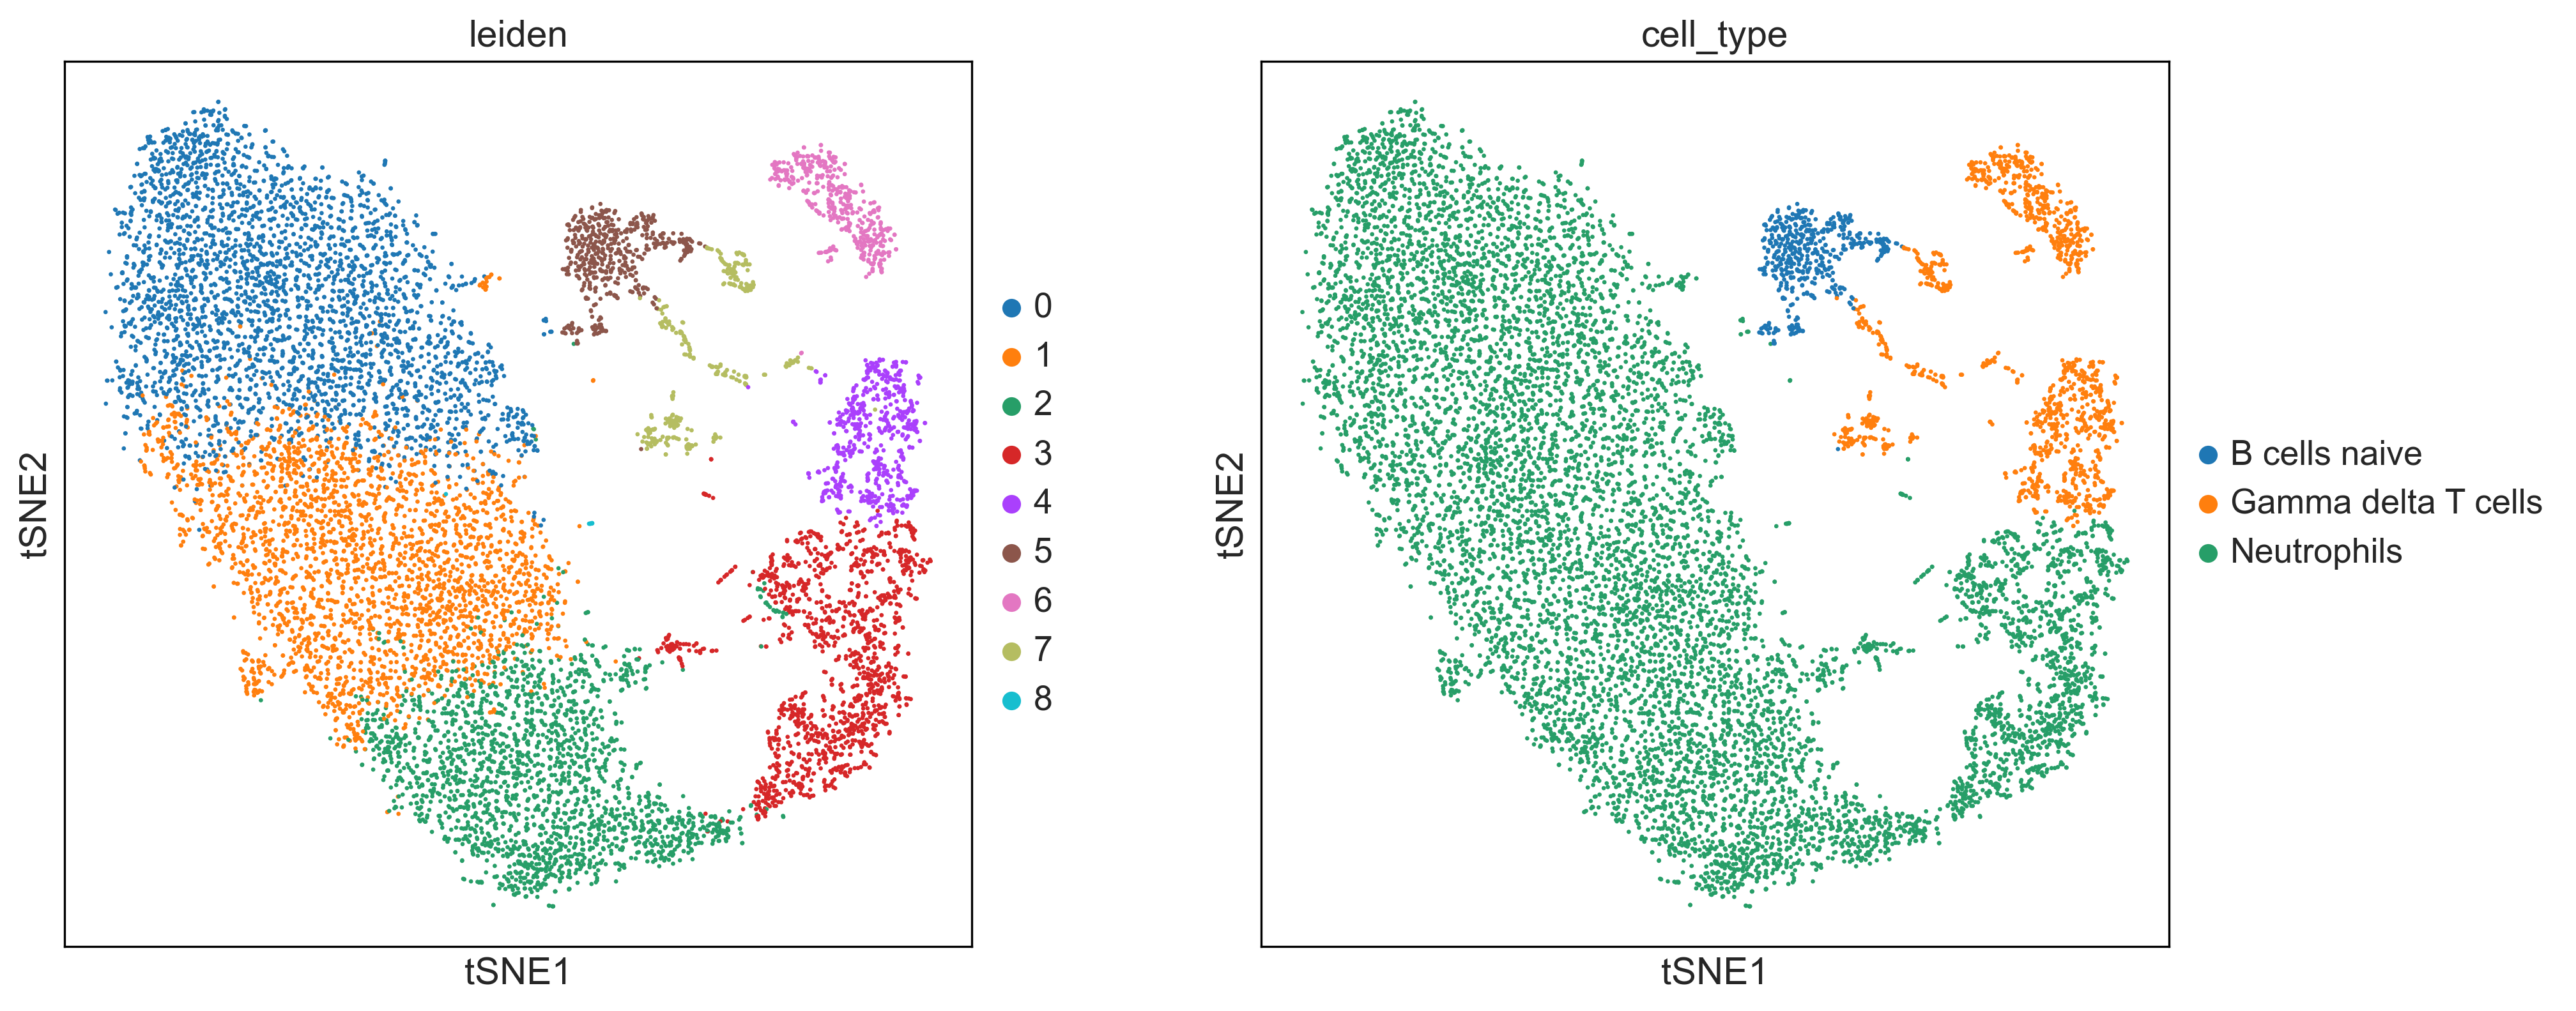 leiden
tSNE2
tSNE1
0
1
2
3
4
5
6
7
8
cell_type
tSNE2
tSNE1
B cells naive
Gamma delta T cells
Neutrophils